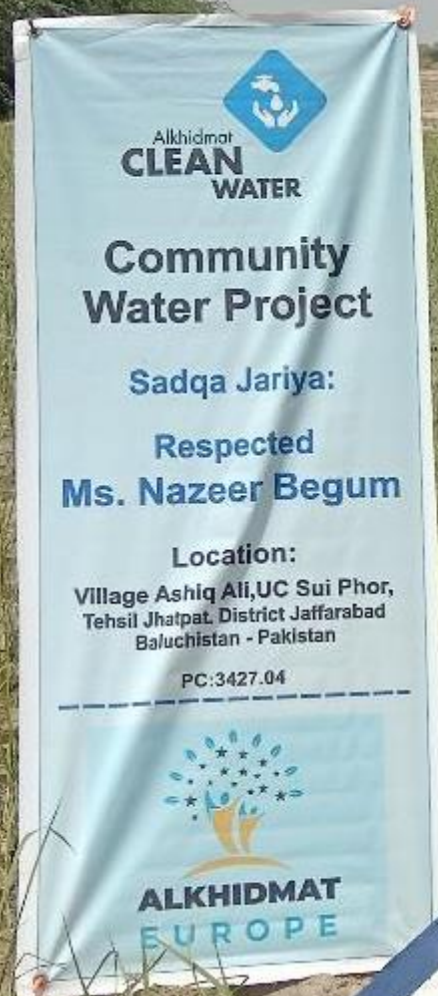 Alkhidmat
CLEAN
WATER
Community
Water Project
Sadqa Jariya:
Respected
Ms. Nazeer Begum
Location:
Village Ashiq Ali,UC Sui Phor,
Tehsil Jhatpat. District Jaffarabad
Baluchistan - Pakistan
PC:3427.04
ALKHIDMAT
EUROPE